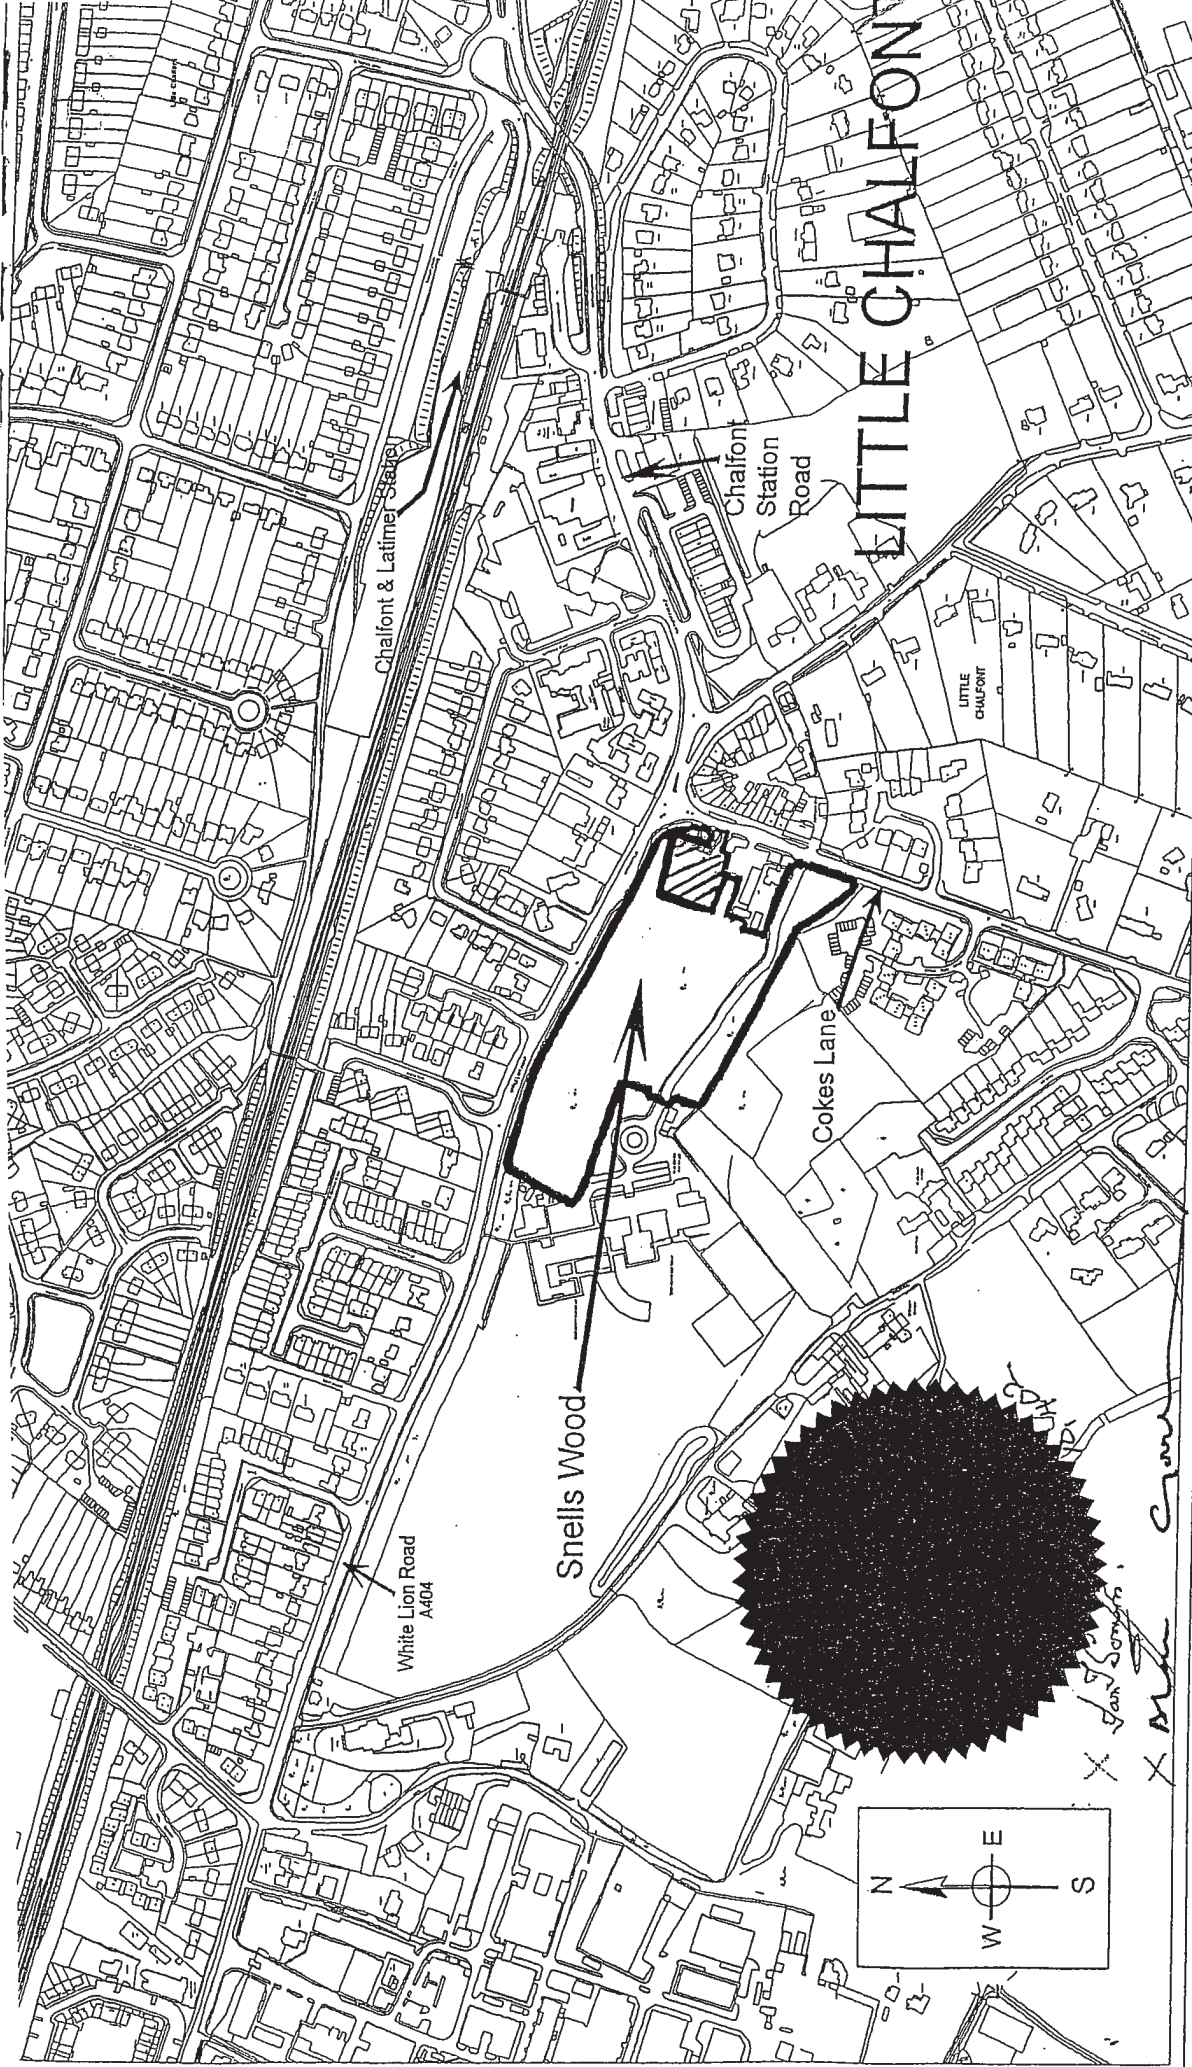 Chalfont & Latimer Station
LITTLE CHALFONT
Chalfont
Station
Road
LITTLE
CHALFONT
Snells Wood
Cokes Lane
White Lion Road
A404
N
W
E
S
X
X